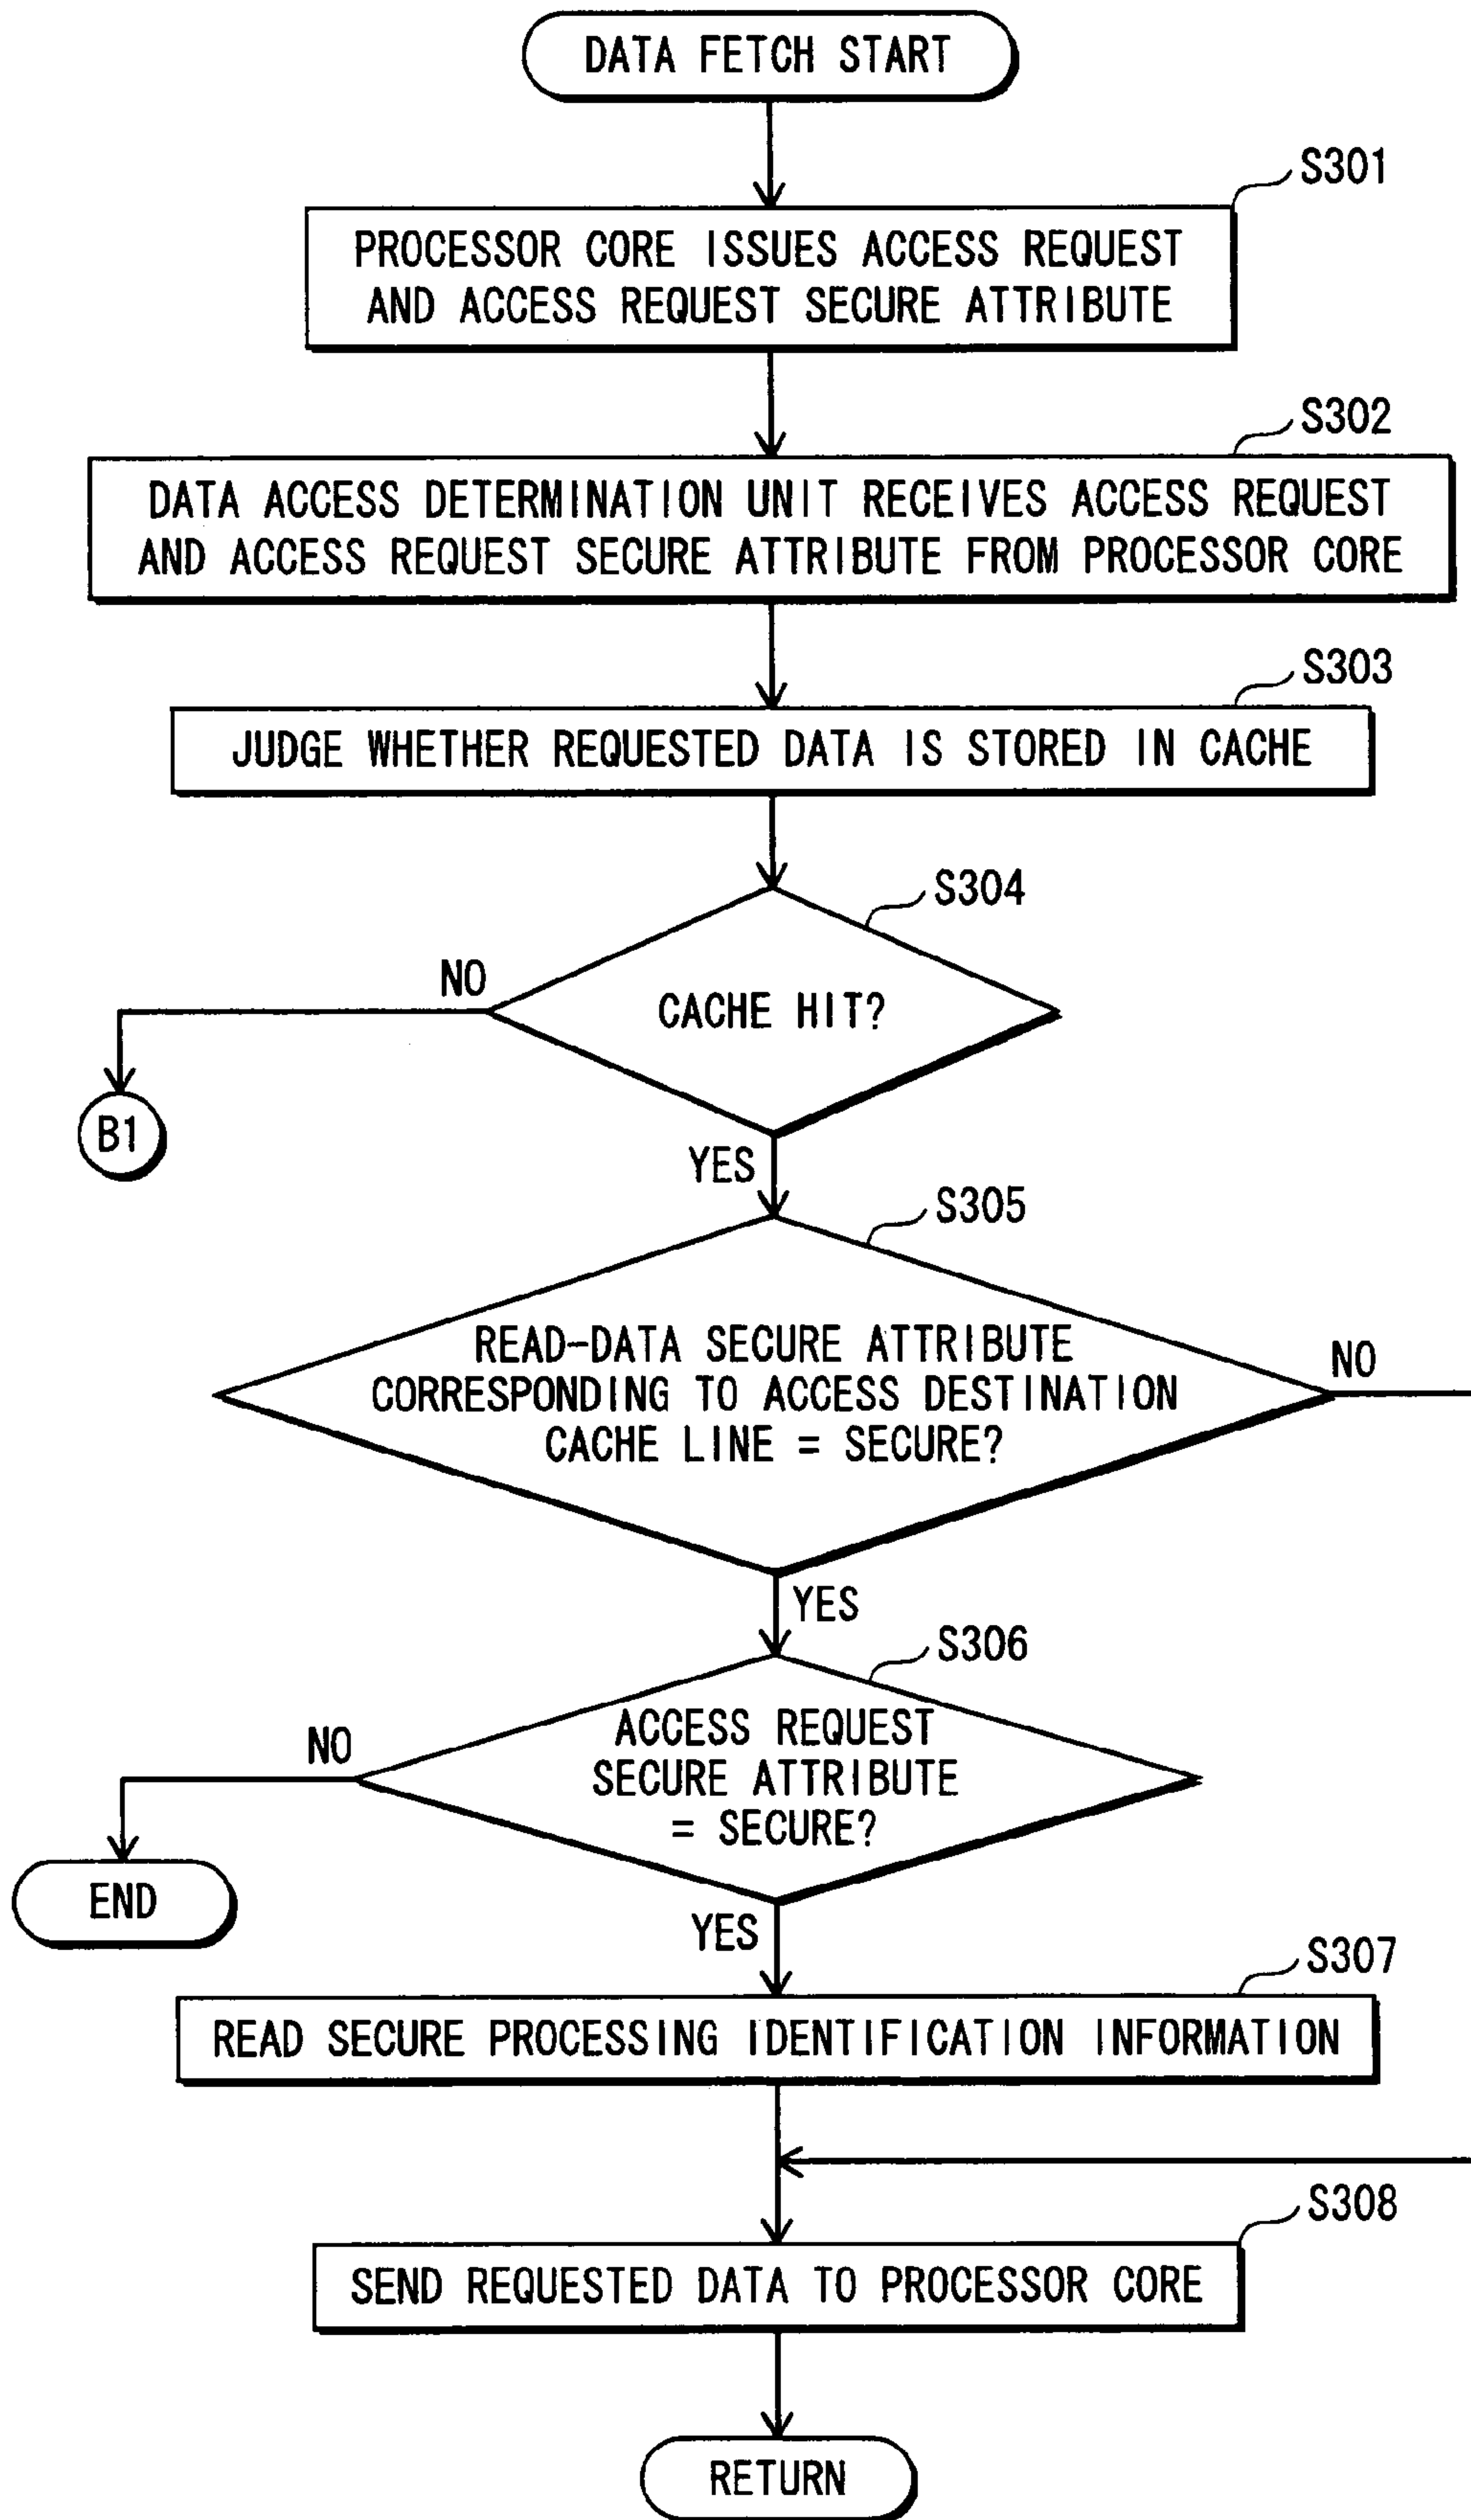 DATA FETCH START
S301
PROCESSOR CORE ISSUES ACCESS REQUEST
AND ACCESS REQUEST SECURE ATTRIBUTE
S302
DATA ACCESS DETERMINATION UNIT RECEIVES ACCESS REQUEST
AND ACCESS REQUEST SECURE ATTRIBUTE FROM PROCESSOR CORE
S303
JUDGE WHETHER REQUESTED DATA IS STORED IN CACHE
S304
NO
CACHE HIT?
B1
YES
S305
READ-DATA SECURE ATTRIBUTE
NO
CORRESPONDING TO ACCESS DESTINATION
CACHE LINE = SECURE?
YES
S306
ACCESS REQUEST
NO
SECURE ATTRIBUTE
= SECURE?
END
YES
S307
READ SECURE PROCESSING IDENTIFICATION INFORMATION
S308
SEND REQUESTED DATA TO PROCESSOR CORE
RETURN